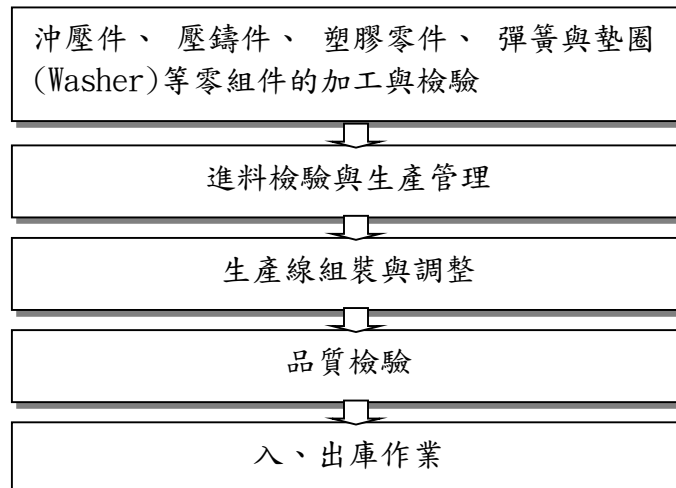 沖壓件、 壓鑄件、 塑膠零件、 彈簧與墊圈
(Washer)等零組件的加工與檢驗
進料檢驗與生產管理
生產線組裝與調整
品質檢驗
入、出庫作業